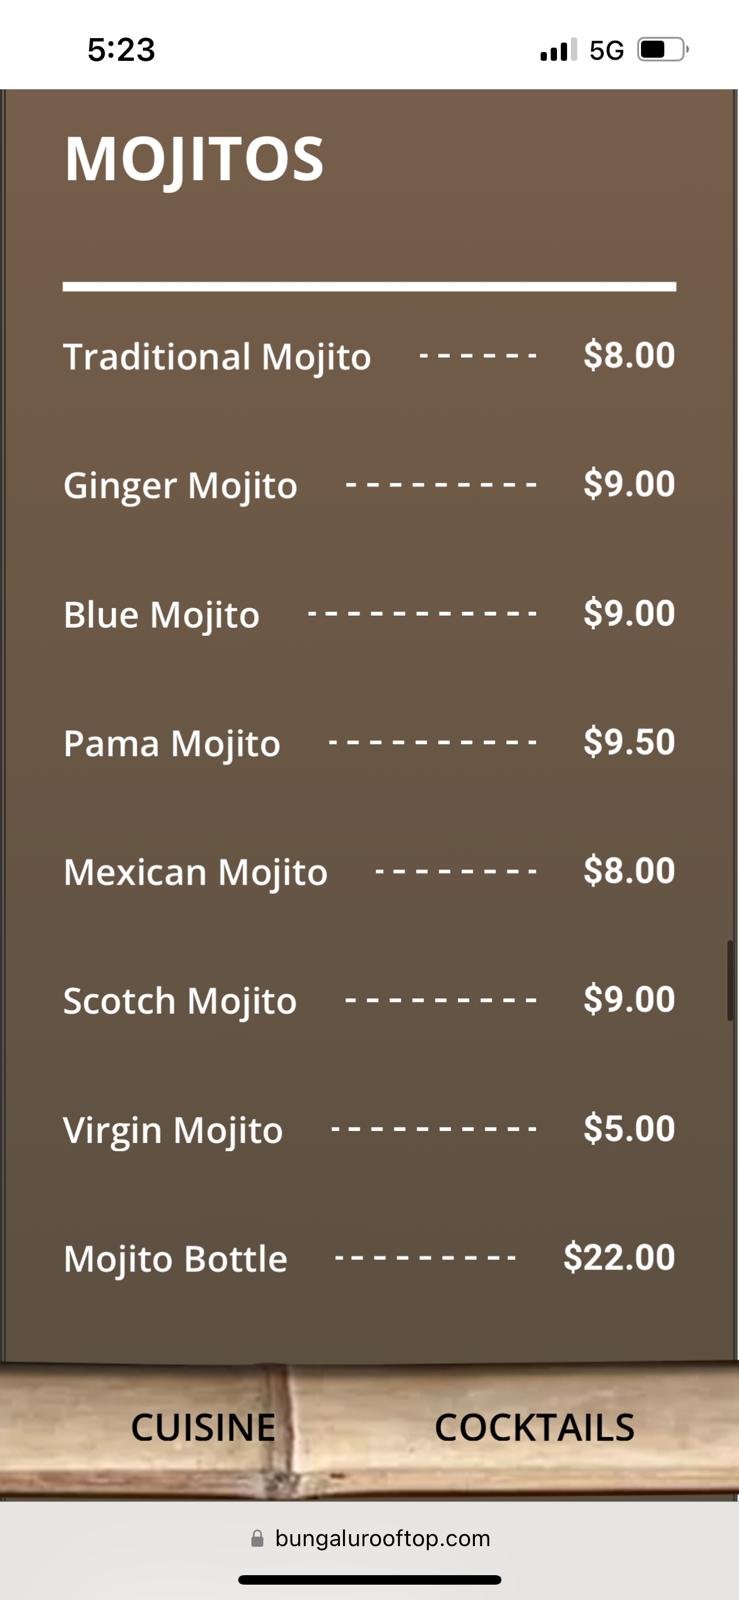 5:23 5G
MOJITOS
Traditional Mojito ------ $8.00
Ginger Mojito --------- $9.00
Blue Mojito ----------- $9.00
Pama Mojito ---------- $9.50
Mexican Mojito -------- $8.00
Scotch Mojito --------- $9.00
Virgin Mojito ---------- $5.00
Mojito Bottle --------- $22.00
CUISINE COCKTAILS
bungalurooftop.com